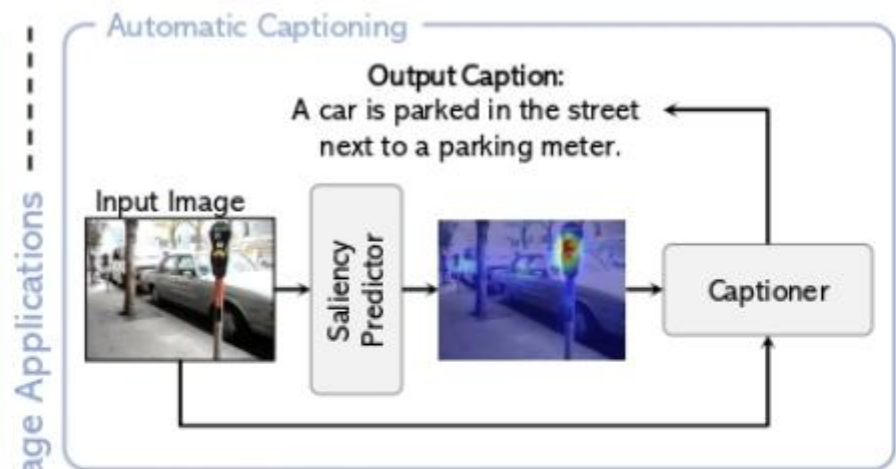 Automatic Captioning
Output Caption:
A car is parked in the street
next to a parking meter.
Input Image
Saliency
Predictor
Captioner
age Applications